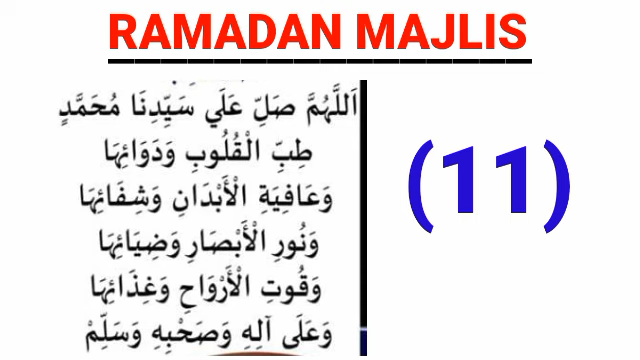 RAMADAN MAJLIS
اَللَّهُمَّ صَلِّ عَلَي سَيِّدِنَا مُحَمَّدٍ
طِبِّ الْقُلُوبِ وَدَوَائِهَا
وَعَافِيَةِ الْأَبْدَانِ وَشِفَائِهَا
وَنُورِ الْأَبْصَارِ وَضِيَائِهَا
وَقُوتِ الْأَرْوَاحِ وَغِذَائِهَا
وَعَلَى آلِهِ وَصَحْبِهِ وَسَلِّمْ
(11)